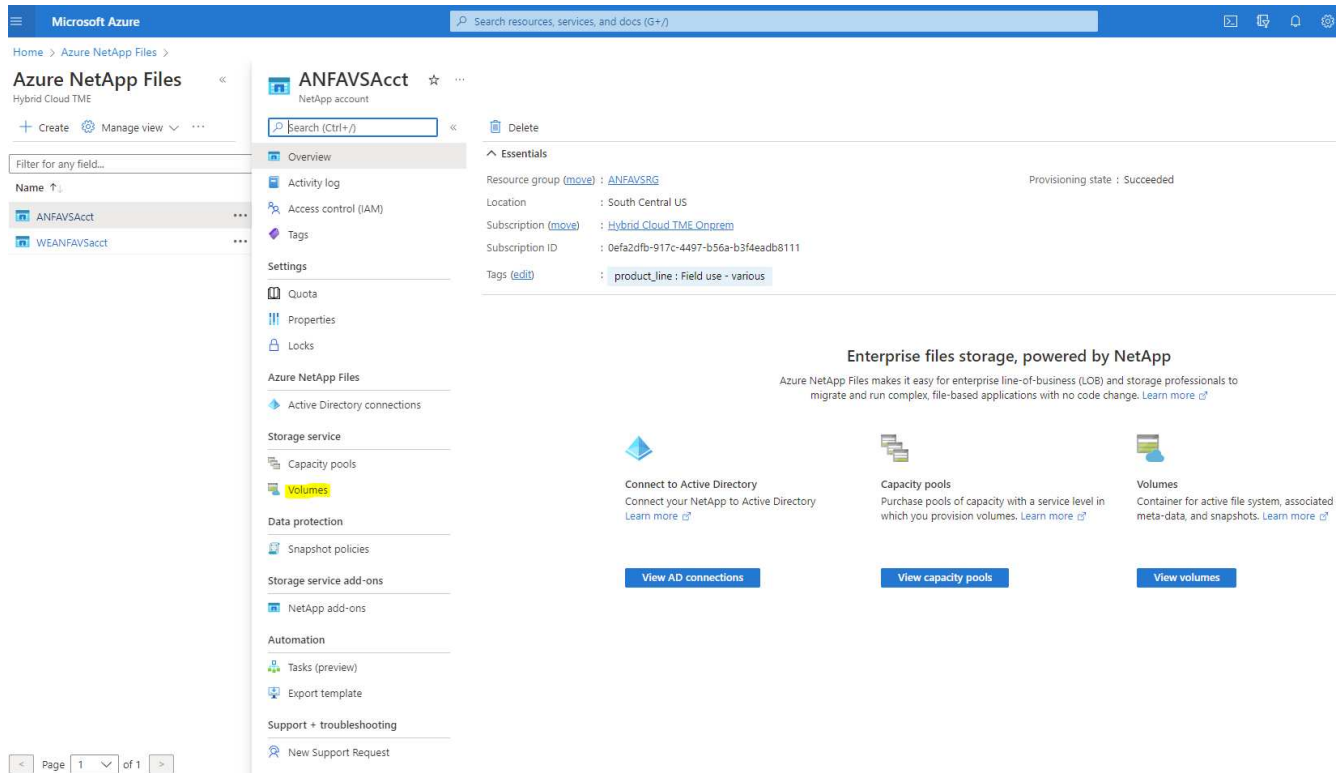 Microsoft Azure
Search resources, services, and docs (G+/)
Home > Azure NetApp Files >
Azure NetApp Files «
Hybrid Cloud TME
+ Create Manage view ···
Filter for any field...
Name ↑↓
ANFAVSAcct ···
WEANFAVSacct ···
< Page 1 of 1 >
ANFAVSAcct ☆ ···
NetApp account
Search (Ctrl+/) «
Overview
Activity log
Access control (IAM)
Tags
Settings
Quota
Properties
Locks
Azure NetApp Files
Active Directory connections
Storage service
Capacity pools
Volumes
Data protection
Snapshot policies
Storage service add-ons
NetApp add-ons
Automation
Tasks (preview)
Export template
Support + troubleshooting
New Support Request
Delete
Essentials
Resource group (move) : ANFAVSRG
Location : South Central US
Subscription (move) : Hybrid Cloud TME Onprem
Subscription ID : 0efa2dfb-917c-4497-b56a-b3f4eadb8111
Tags (edit) : product_line : Field use - various
Provisioning state : Succeeded
Enterprise files storage, powered by NetApp
Azure NetApp Files makes it easy for enterprise line-of-business (LOB) and storage professionals to
migrate and run complex, file-based applications with no code change. Learn more
Connect to Active Directory
Connect your NetApp to Active Directory
Learn more
View AD connections
Capacity pools
Purchase pools of capacity with a service level in
which you provision volumes. Learn more
View capacity pools
Volumes
Container for active file system, associated
meta-data, and snapshots. Learn more
View volumes